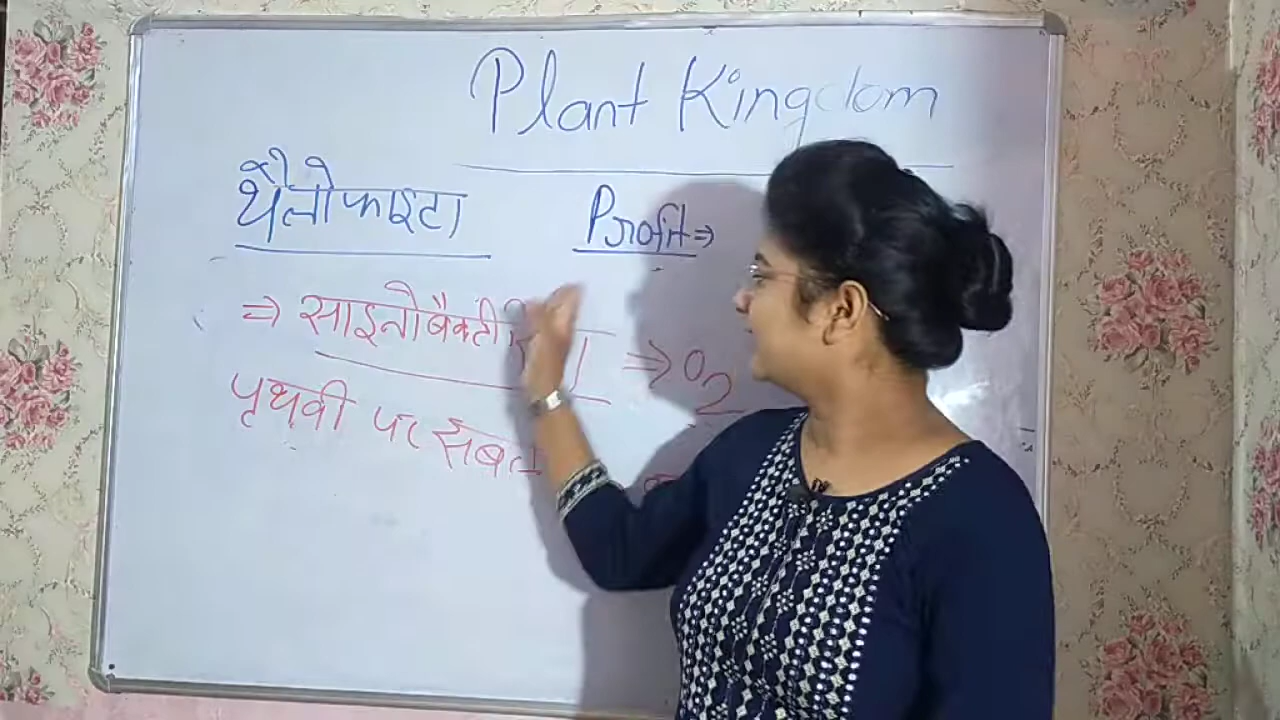 Plant Kingdom
थैलोफाइटा Profit ⇒
⇒ साइनोबैक्टीरिया ⇒ O2
पृथ्वी पर सबसे